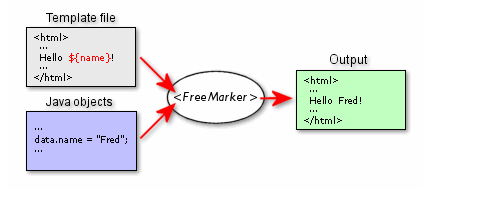 Template file
<html>
...
Hello ${name}!
...
</html>
Java objects
...
data.name = "Fred";
...
<FreeMarker>
Output
<html>
...
Hello Fred!
...
</html>